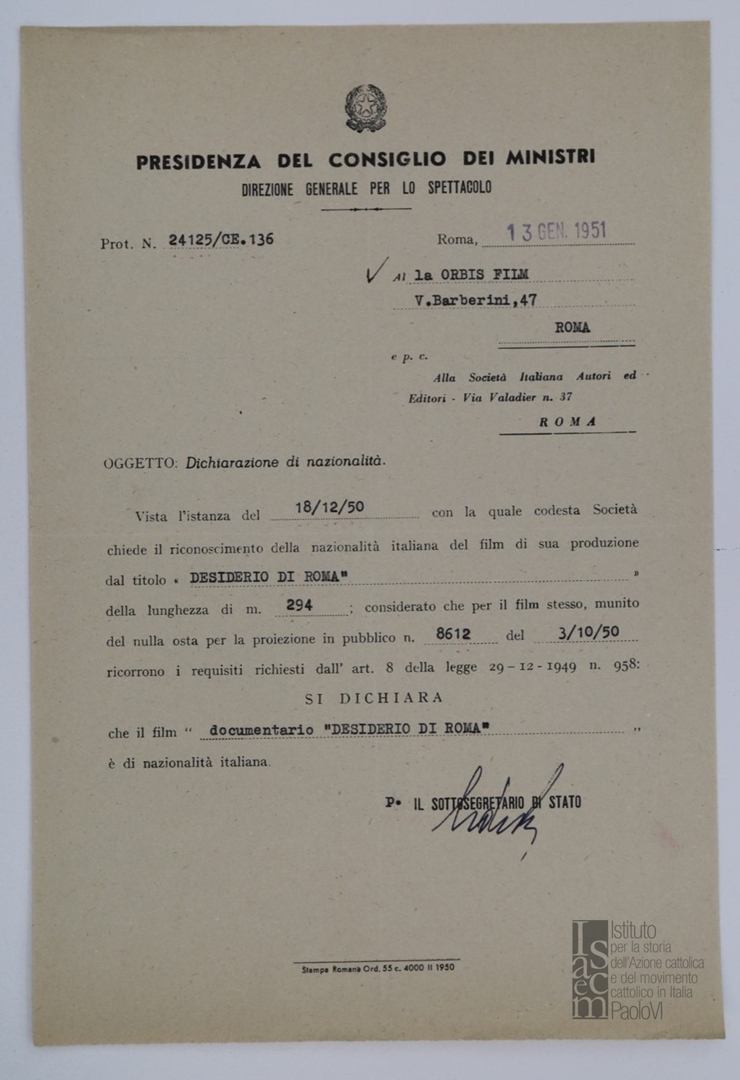 PRESIDENZA DEL CONSIGLIO DEI MINISTRI
DIREZIONE GENERALE PER LO SPETTACOLO
Prot. N. 24125/CE.136
Roma, 13 GEN. 1951
Al la ORBIS FILM
V.Barberini,47
ROMA
e p. c.
Alla Società Italiana Autori ed
Editori - Via Valadier n. 37
ROMA
OGGETTO: Dichiarazione di nazionalità.
Vista l'istanza del 18/12/50 con la quale codesta Società
chiede il riconoscimento della nazionalità italiana del film di sua produzione
dal titolo « DESIDERIO DI ROMA" »
della lunghezza di m. 294 ; considerato che per il film stesso, munito
del nulla osta per la proiezione in pubblico n. 8612 del 3/10/50
ricorrono i requisiti richiesti dall' art. 8 della legge 29-12-1949 n. 958:
SI DICHIARA
che il film " documentario "DESIDERIO DI ROMA" "
è di nazionalità italiana.
P. IL SOTTOSEGRETARIO DI STATO
Stampa Romana Ord. 55 c. 4000 II 1950
Isacem
Istituto
per la storia
dell'Azione cattolica
e del movimento
cattolico in Italia
PaoloVI